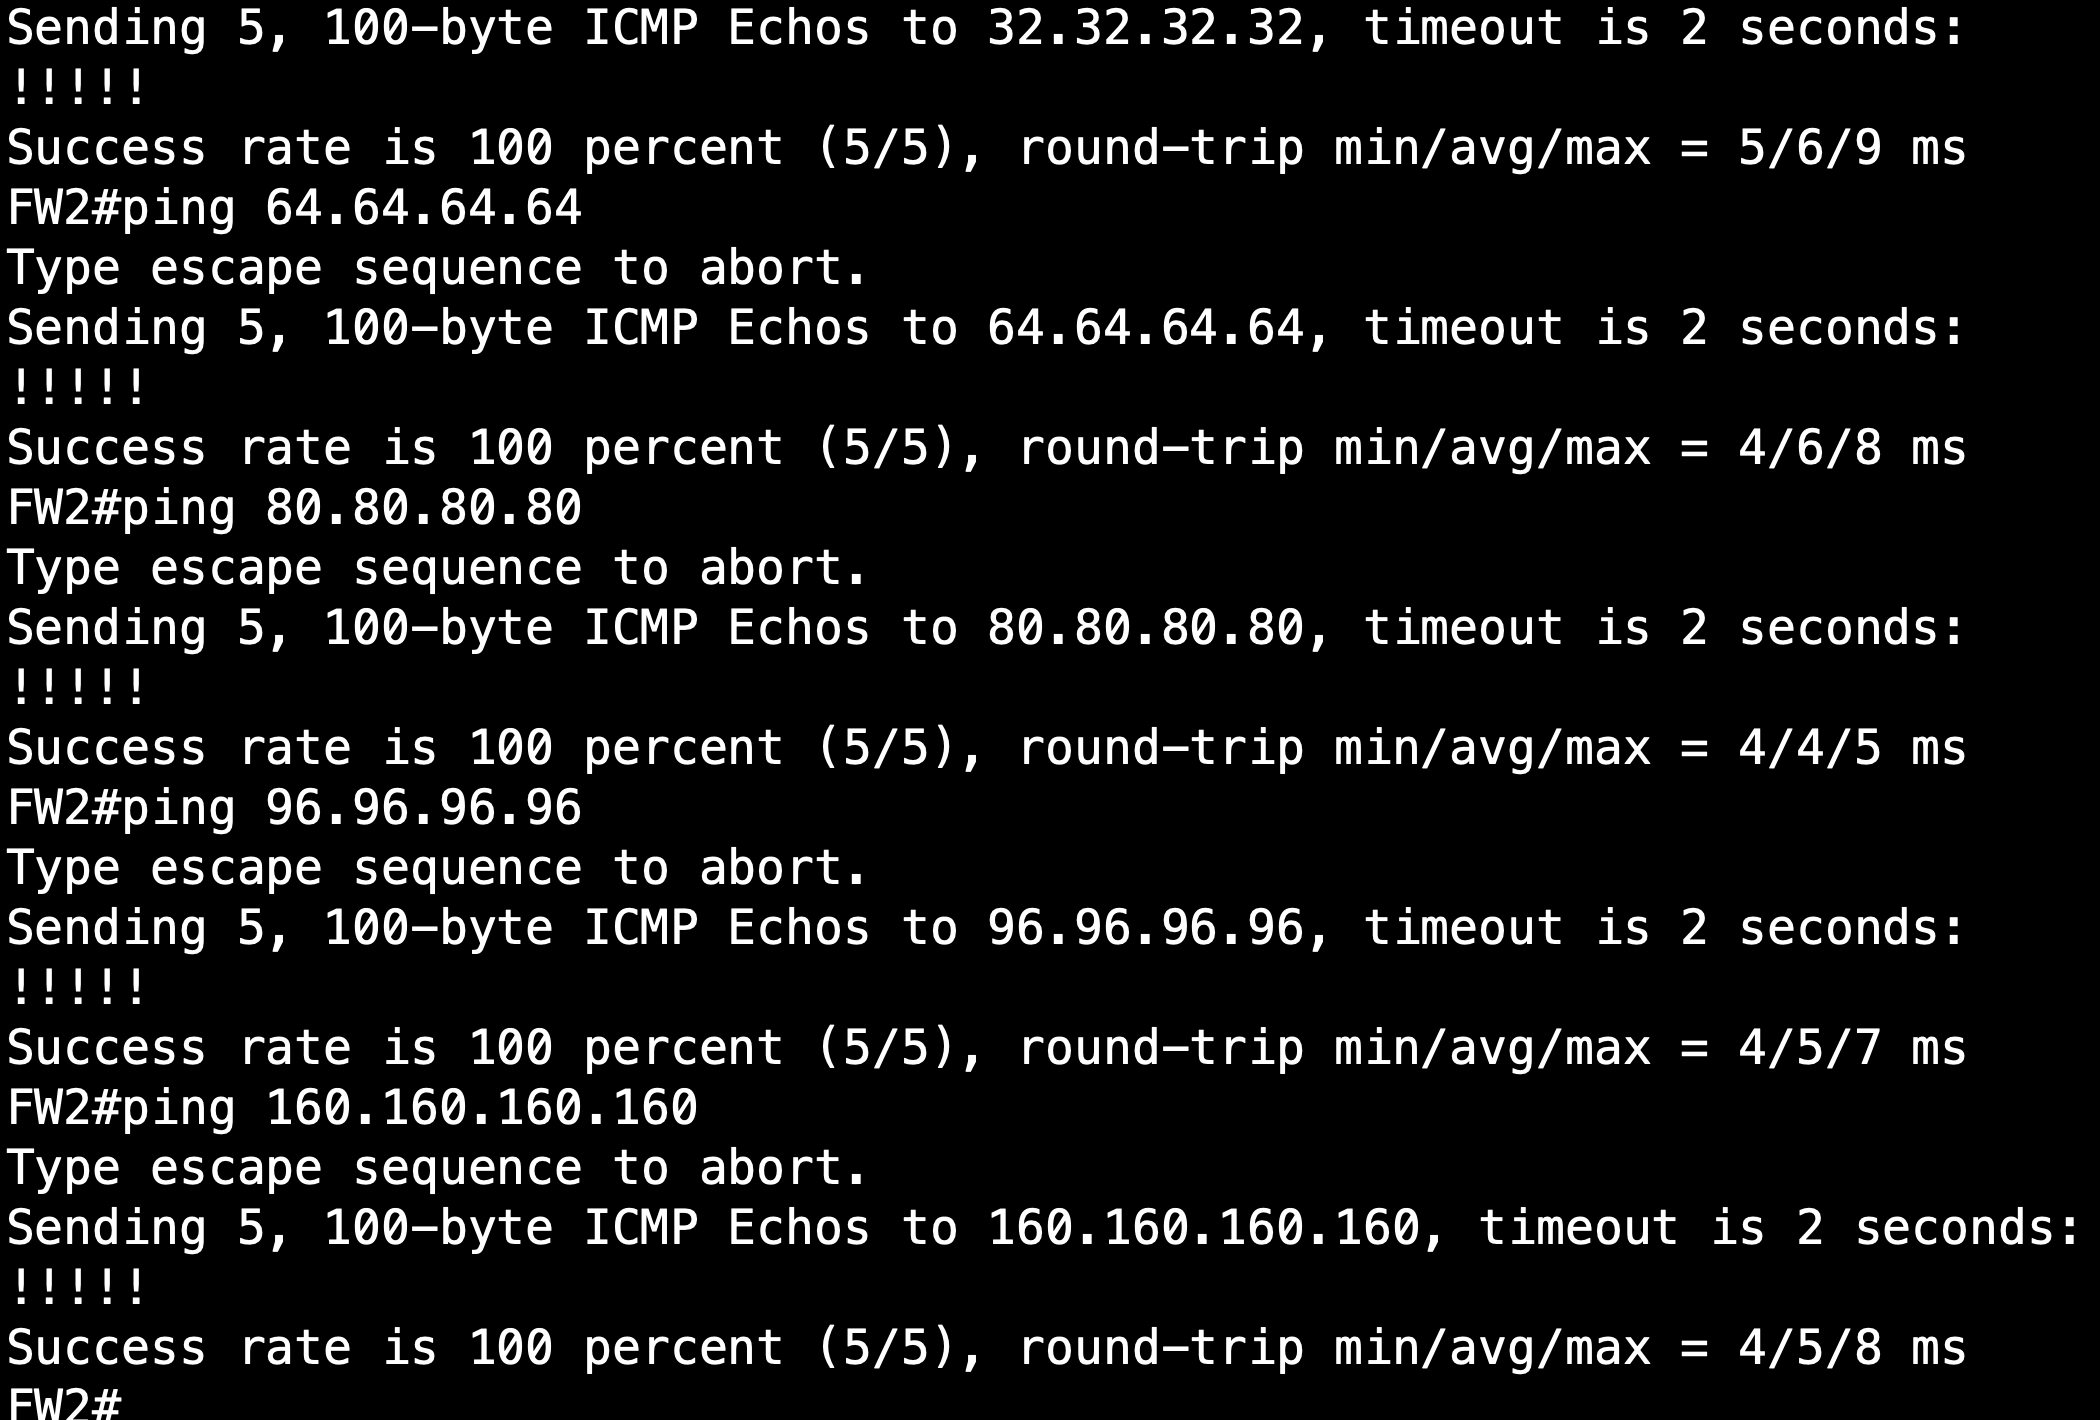 Sending 5, 100-byte ICMP Echos to 32.32.32.32, timeout is 2 seconds:
!!!!!
Success rate is 100 percent (5/5), round-trip min/avg/max = 5/6/9 ms
FW2#ping 64.64.64.64
Type escape sequence to abort.
Sending 5, 100-byte ICMP Echos to 64.64.64.64, timeout is 2 seconds:
!!!!!
Success rate is 100 percent (5/5), round-trip min/avg/max = 4/6/8 ms
FW2#ping 80.80.80.80
Type escape sequence to abort.
Sending 5, 100-byte ICMP Echos to 80.80.80.80, timeout is 2 seconds:
!!!!!
Success rate is 100 percent (5/5), round-trip min/avg/max = 4/4/5 ms
FW2#ping 96.96.96.96
Type escape sequence to abort.
Sending 5, 100-byte ICMP Echos to 96.96.96.96, timeout is 2 seconds:
!!!!!
Success rate is 100 percent (5/5), round-trip min/avg/max = 4/5/7 ms
FW2#ping 160.160.160.160
Type escape sequence to abort.
Sending 5, 100-byte ICMP Echos to 160.160.160.160, timeout is 2 seconds:
!!!!!
Success rate is 100 percent (5/5), round-trip min/avg/max = 4/5/8 ms
FW2#